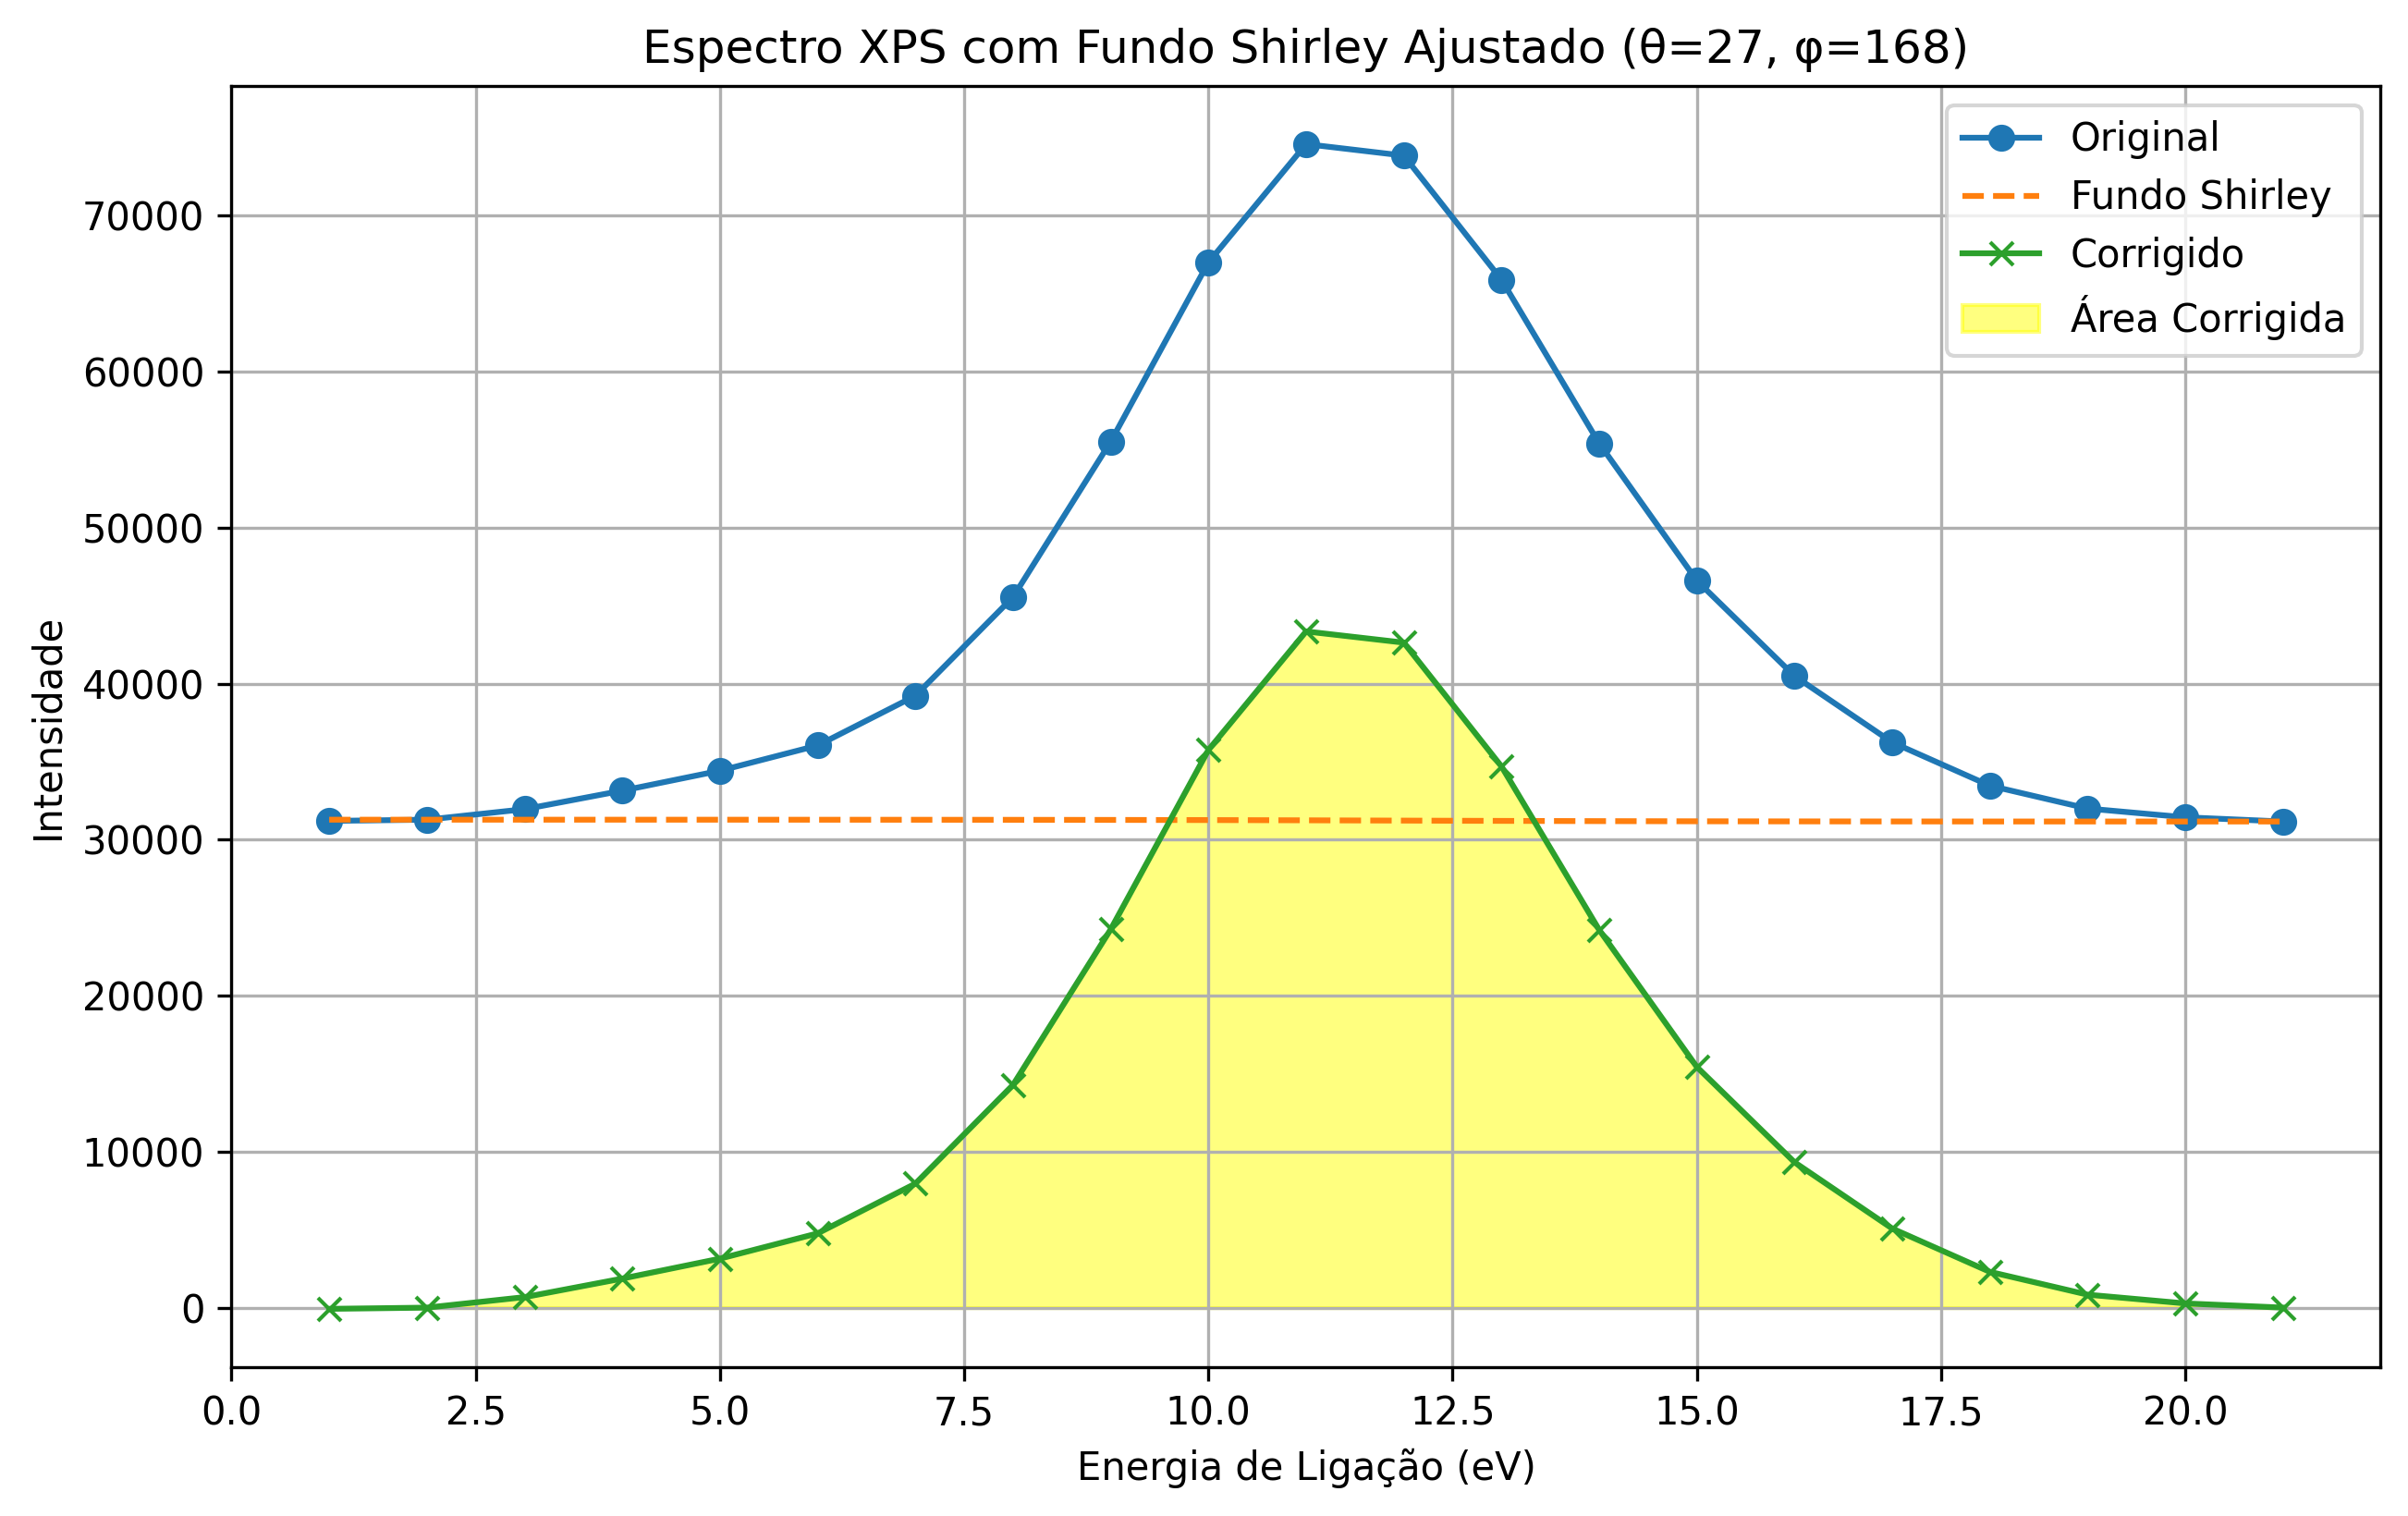 Espectro XPS com Fundo Shirley Ajustado (θ=27, φ=168)
Original
Fundo Shirley
Corrigido
Área Corrigida
Intensidade
70000
60000
50000
40000
30000
20000
10000
0
0.0 2.5 5.0 7.5 10.0 12.5 15.0 17.5 20.0
Energia de Ligação (eV)